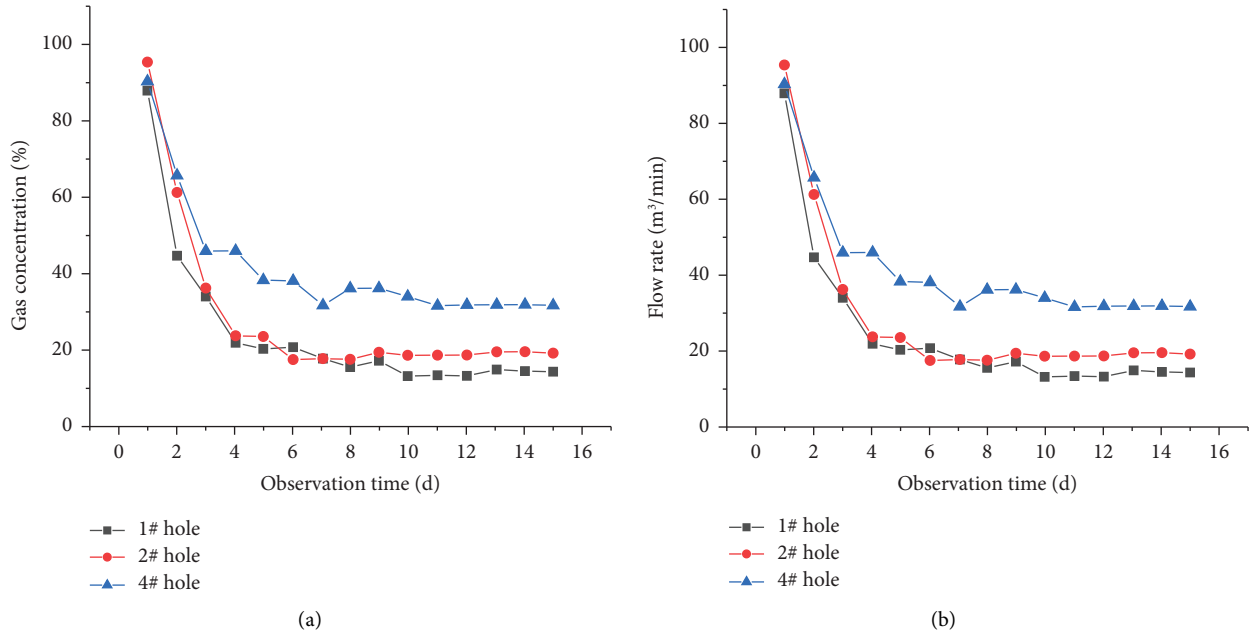 100
80
60
40
20
0
Gas concentration (%)
0 2 4 6 8 10 12 14 16
Observation time (d)
1# hole
2# hole
4# hole
(a)
100
80
60
40
20
0
Flow rate (m³/min)
0 2 4 6 8 10 12 14 16
Observation time (d)
1# hole
2# hole
4# hole
(b)